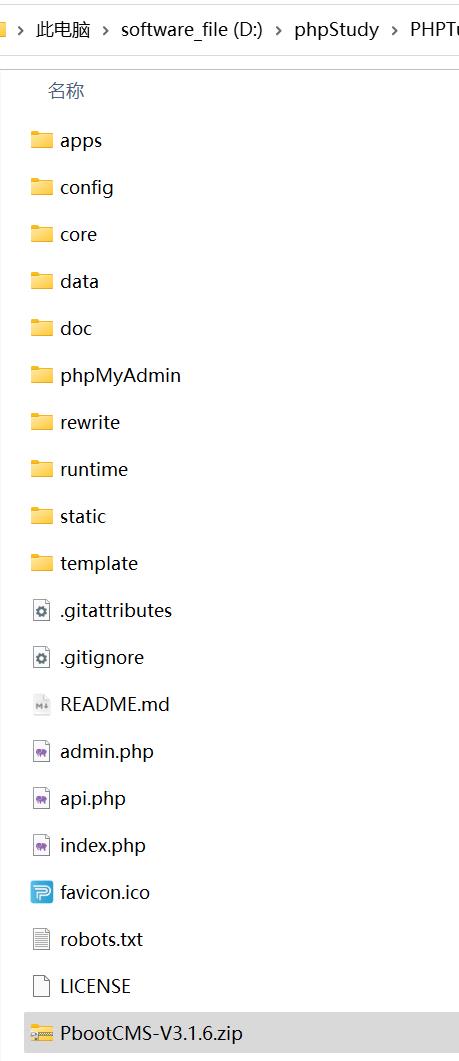 此电脑 software_file (D:) phpStudy
名称
apps
config
core
data
doc
phpMyAdmin
rewrite
runtime
static
template
.gitattributes
.gitignore
README.md
admin.php
api.php
index.php
favicon.ico
robots.txt
LICENSE
PbootCMS-V3.1.6.zip